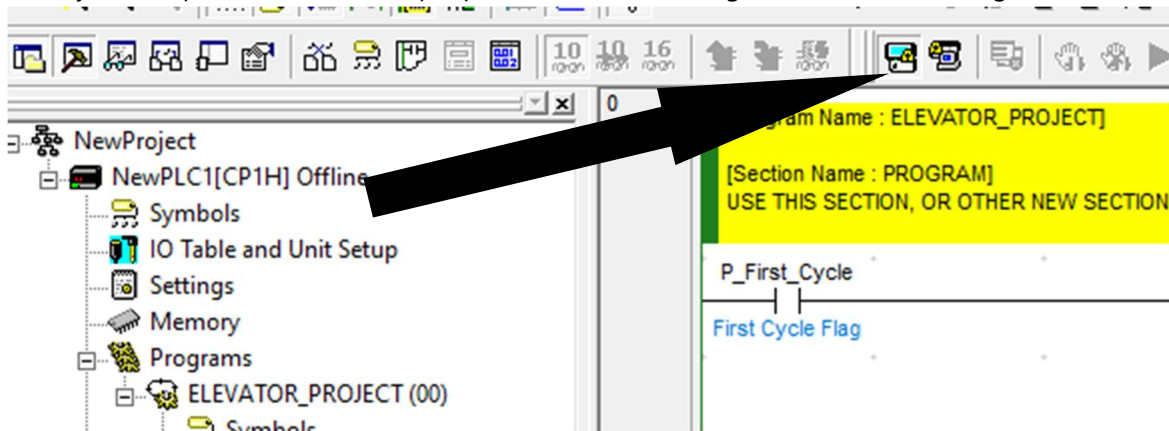 10 10 16
NewProject
NewPLC1[CP1H] Offline
Symbols
IO Table and Unit Setup
Settings
Memory
Programs
ELEVATOR_PROJECT (00)
Symbols
0
Name : ELEVATOR_PROJECT]
[Section Name : PROGRAM]
USE THIS SECTION, OR OTHER NEW SECTION
P_First_Cycle
First Cycle Flag